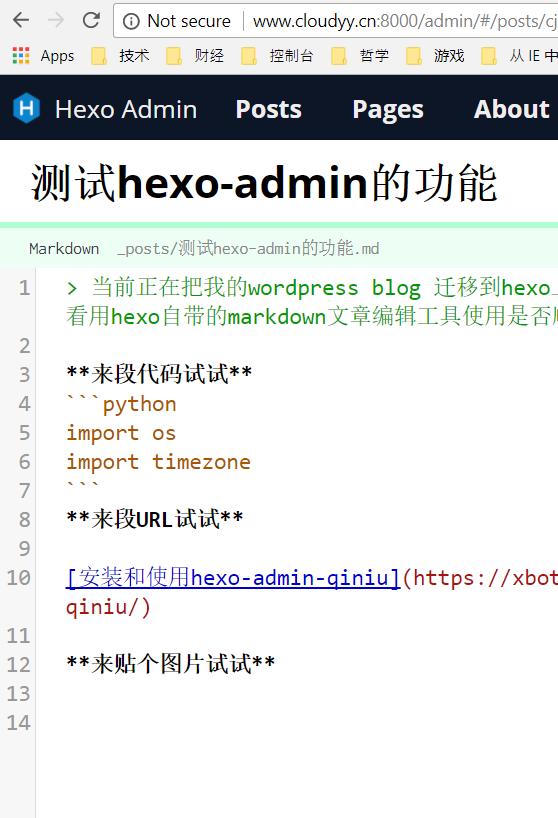 Not secure www.cloudyy.cn:8000/admin/#/posts/cj
Apps 技术 财经 控制台 哲学 游戏 从 IE 中
Hexo Admin Posts Pages About
测试hexo-admin的功能
Markdown _posts/测试hexo-admin的功能.md
1 > 当前正在把我的wordpress blog 迁移到hexo
看用hexo自带的markdown文章编辑工具使用是否
2
3 **来段代码试试**
4 ```python
5 import os
6 import timezone
7 ```
8 **来段URL试试**
9
10 [安装和使用hexo-admin-qiniu](https://xbot
qiniu/)
11
12 **来贴个图片试试**
13
14